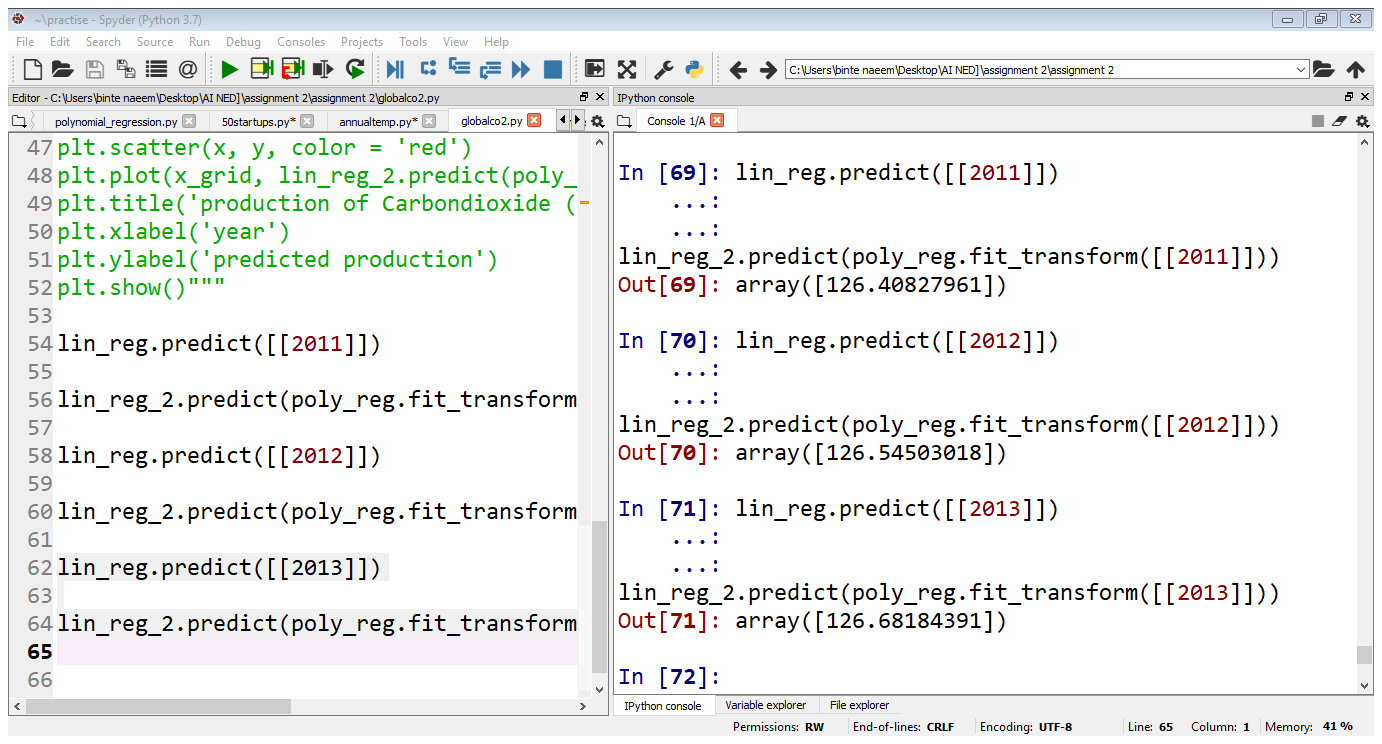 ~\practise - Spyder (Python 3.7)
File Edit Search Source Run Debug Consoles Projects Tools View Help
C:\Users\binte naeem\Desktop\AI NED]\assignment 2\assignment 2
Editor - C:\Users\binte naeem\Desktop\AI NED]\assignment 2\assignment 2\globalco2.py
polynomial_regression.py 50startups.py* annualtemp.py* globalco2.py
47 plt.scatter(x, y, color = 'red')
48 plt.plot(x_grid, lin_reg_2.predict(poly_
49 plt.title('production of Carbondioxide (
50 plt.xlabel('year')
51 plt.ylabel('predicted production')
52 plt.show()"""
53
54 lin_reg.predict([[2011]])
55
56 lin_reg_2.predict(poly_reg.fit_transform
57
58 lin_reg.predict([[2012]])
59
60 lin_reg_2.predict(poly_reg.fit_transform
61
62 lin_reg.predict([[2013]])
63
64 lin_reg_2.predict(poly_reg.fit_transform
65
66
IPython console
Console 1/A
In [69]: lin_reg.predict([[2011]])
...:
...:
lin_reg_2.predict(poly_reg.fit_transform([[2011]]))
Out[69]: array([126.40827961])
In [70]: lin_reg.predict([[2012]])
...:
...:
lin_reg_2.predict(poly_reg.fit_transform([[2012]]))
Out[70]: array([126.54503018])
In [71]: lin_reg.predict([[2013]])
...:
...:
lin_reg_2.predict(poly_reg.fit_transform([[2013]]))
Out[71]: array([126.68184391])
In [72]:
IPython console Variable explorer File explorer
Permissions: RW End-of-lines: CRLF Encoding: UTF-8 Line: 65 Column: 1 Memory: 41 %